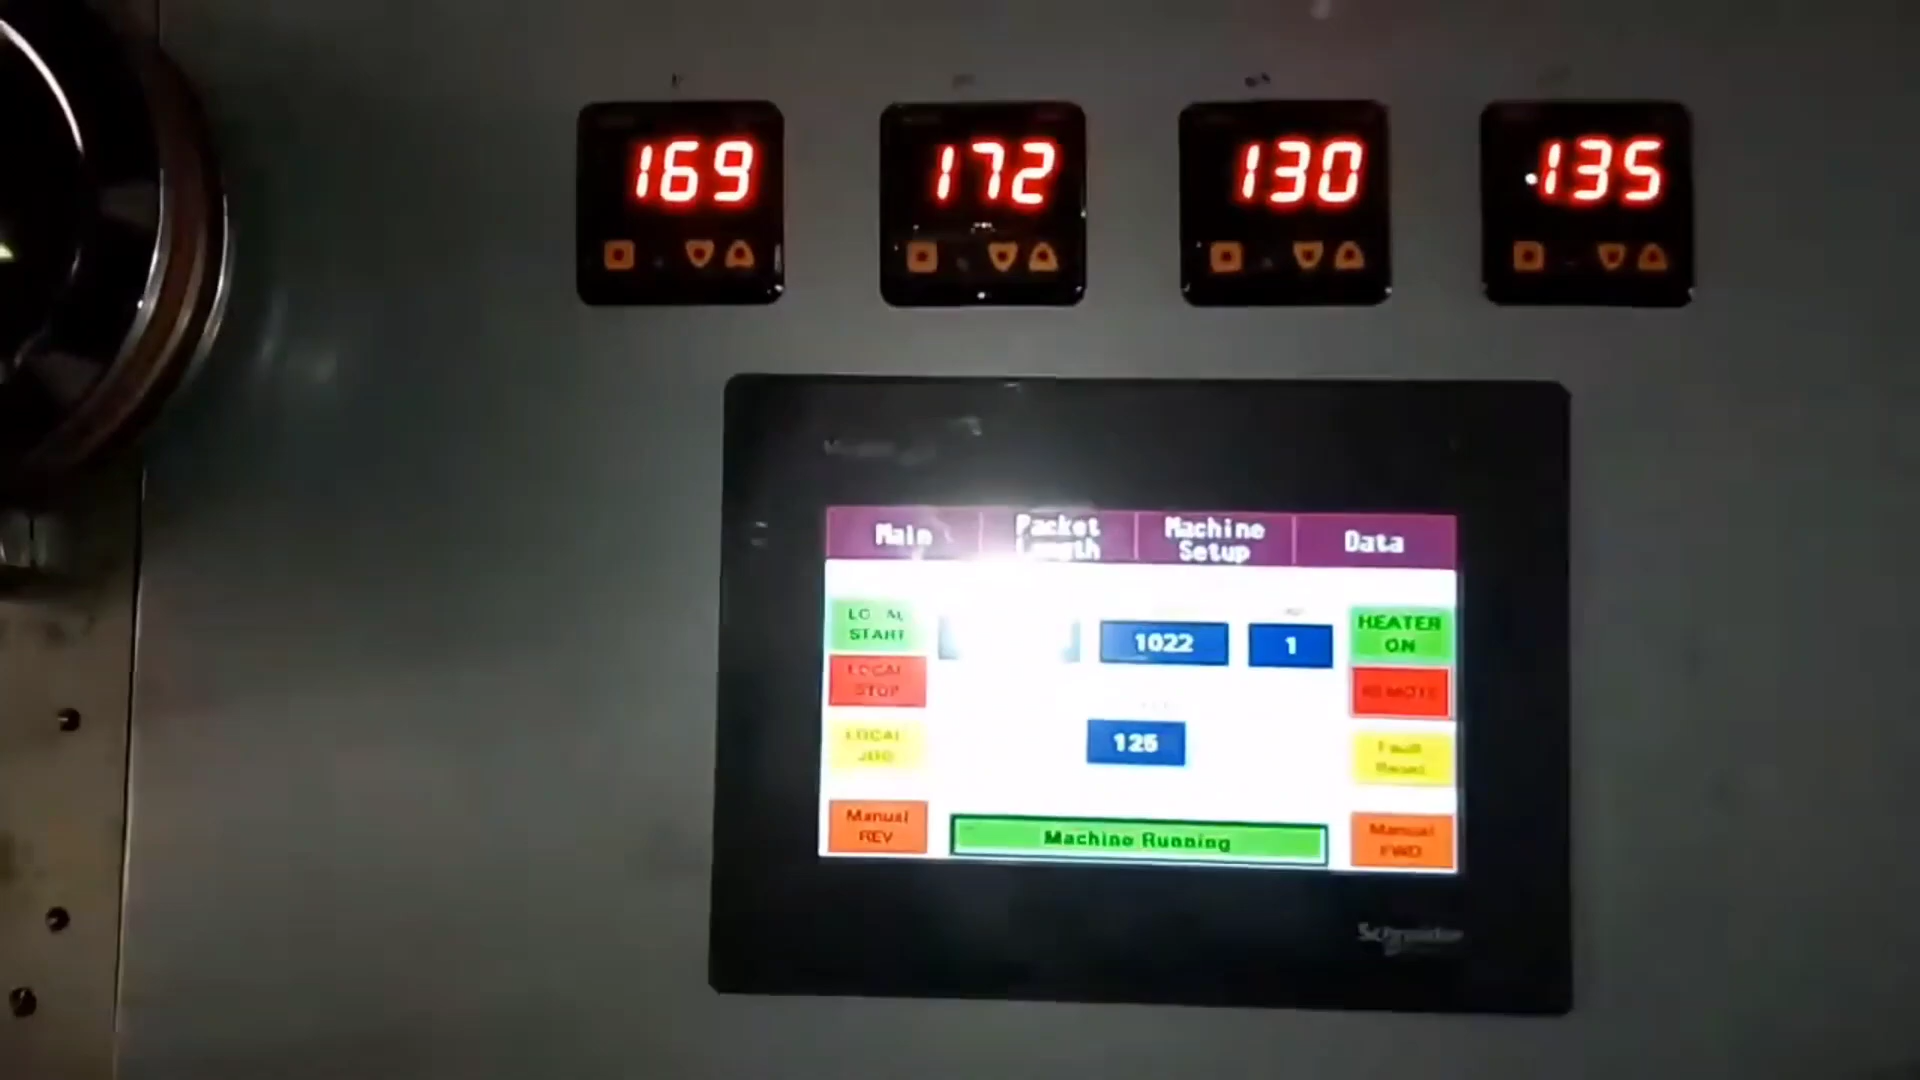 169 172 130 135
Main Packet Length Machine Setup Data
START
1022
1
HEATER
ON
LOCAL
STOP
REMOTE
LOCAL
JOG
125
Fault
Reset
Manual
REV
Machine Running
Manual
FWD
Schneider